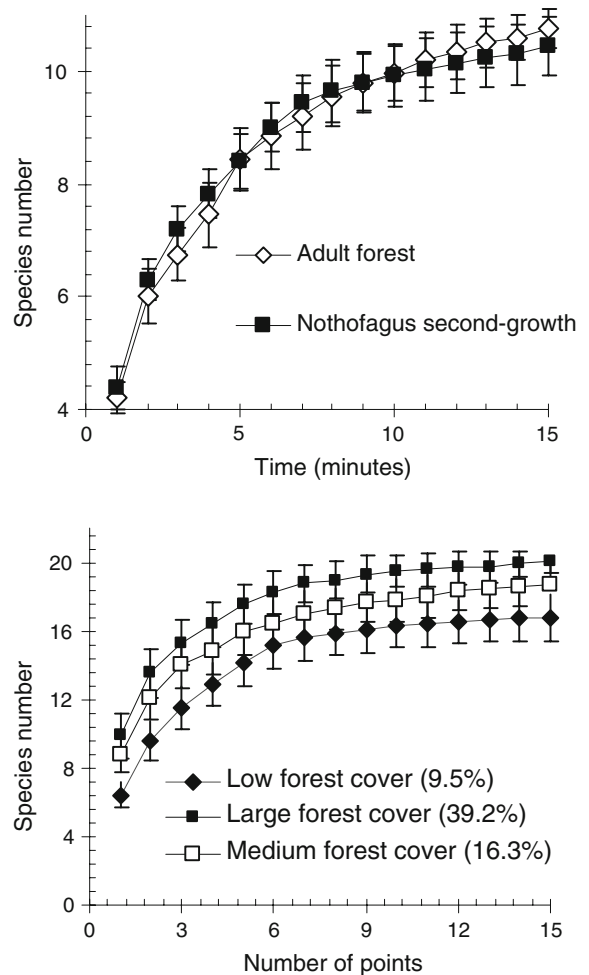 10
8
6
4
Species number
Adult forest
Nothofagus second-growth
0
5
10
15
Time (minutes)
20
16
12
8
4
0
Species number
Low forest cover (9.5%)
Large forest cover (39.2%)
Medium forest cover (16.3%)
0
3
6
9
12
15
Number of points